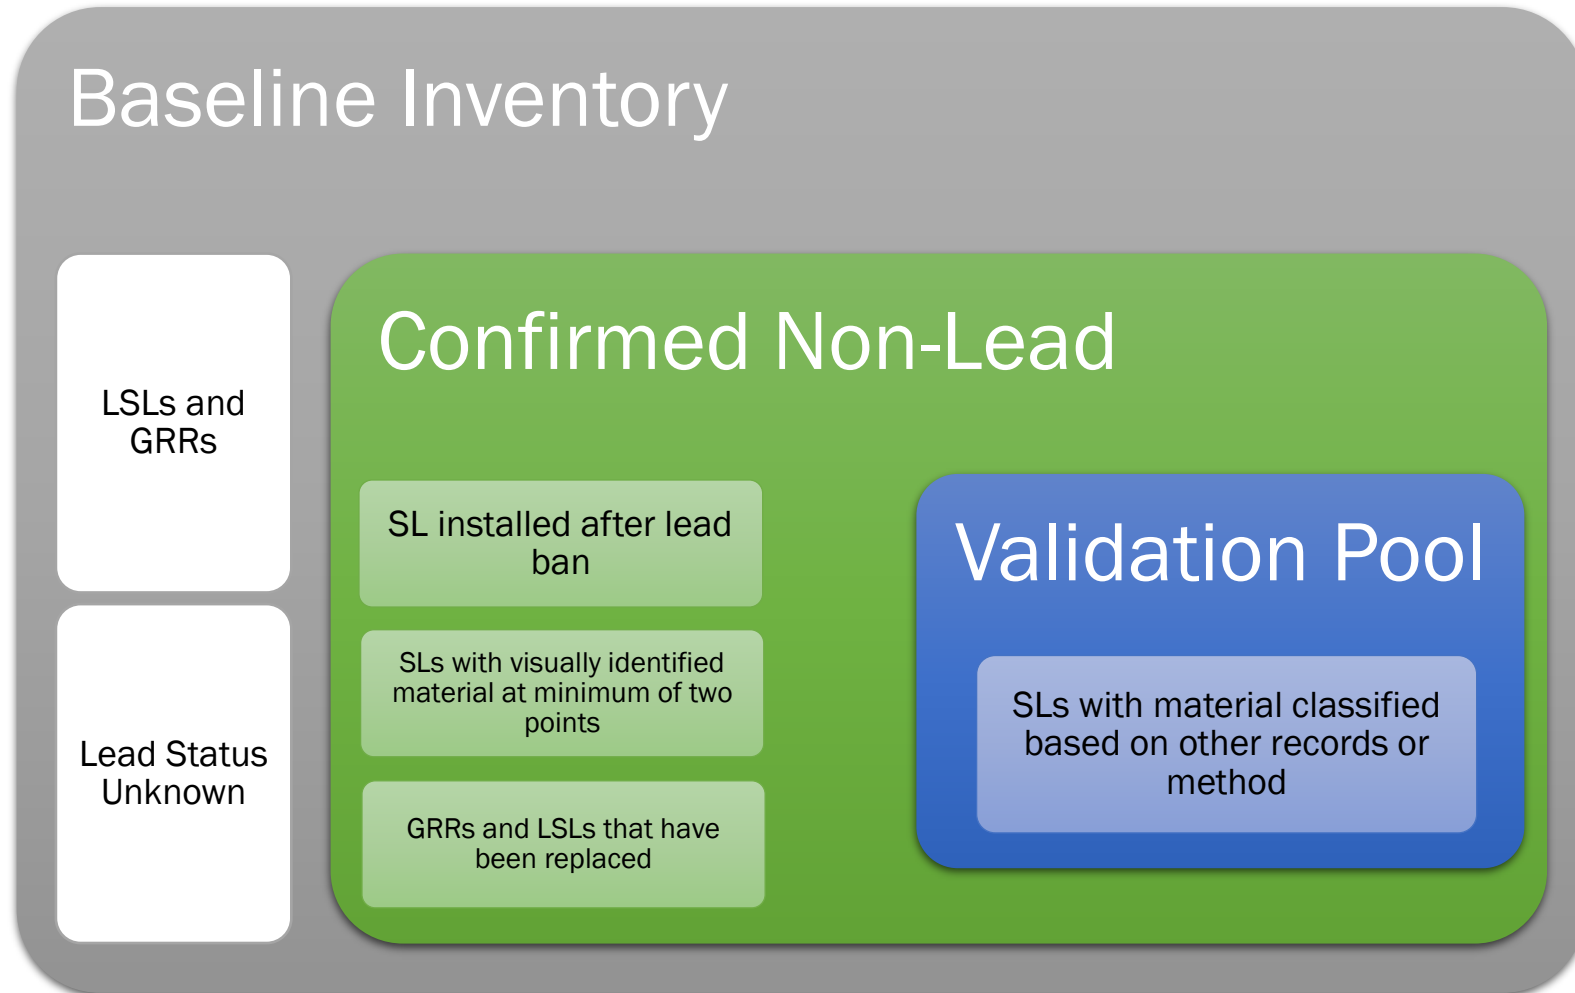 Baseline Inventory
LSLs and
GRRs
Lead Status
Unknown
Confirmed Non-Lead
SL installed after lead
ban
SLs with visually identified
material at minimum of two
points
GRRs and LSLs that have
been replaced
Validation Pool
SLs with material classified
based on other records or
method